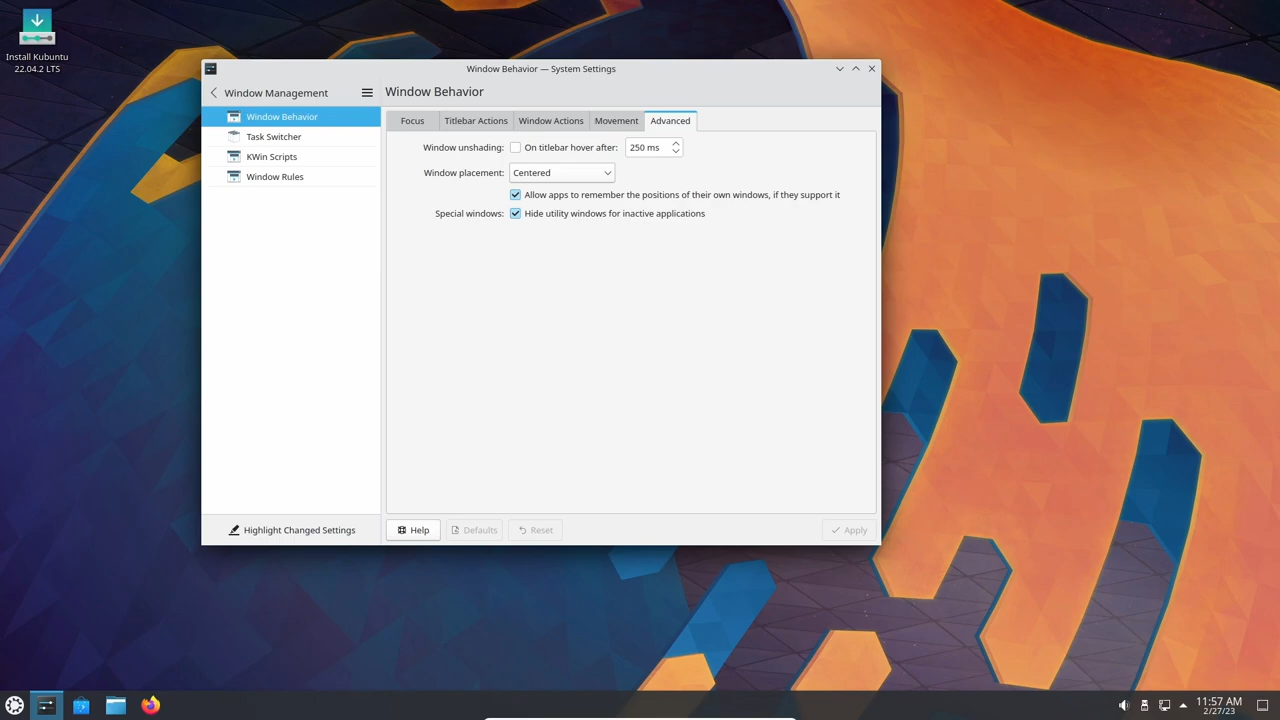 Install Kubuntu
22.04.2 LTS
Window Behavior — System Settings
Window Management
Window Behavior
Window Behavior
Task Switcher
KWin Scripts
Window Rules
Focus
Titlebar Actions
Window Actions
Movement
Advanced
Window unshading: On titlebar hover after: 250 ms
Window placement: Centered
Allow apps to remember the positions of their own windows, if they support it
Special windows: Hide utility windows for inactive applications
Highlight Changed Settings
Help
Defaults
Reset
Apply
11:57 AM
2/27/23